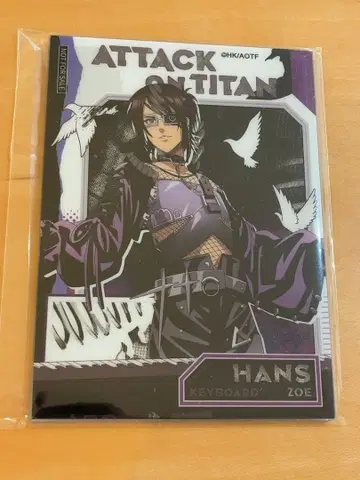 NOT FOR SALE
ATTACK
©HK/AOTF
ON TITAN
HANS
KEYBOARD
ZOE